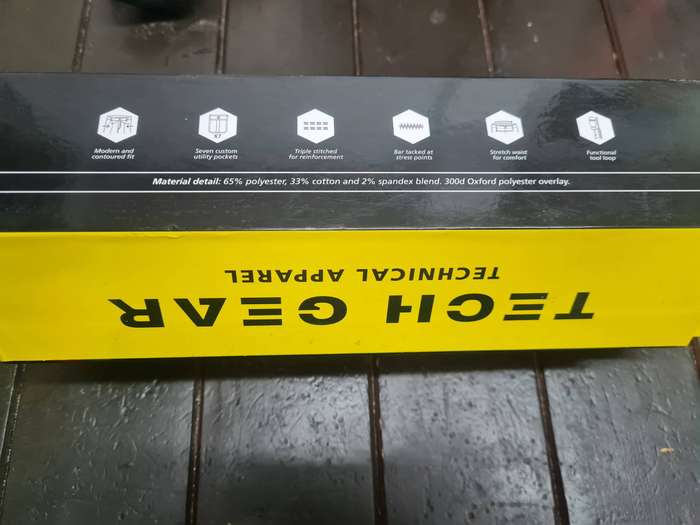 Modern and
contoured fit
x7
Seven custom
utility pockets
Triple stitched
for reinforcement
Bar tacked at
stress points
Stretch waist
for comfort
Functional
tool loop
Material detail: 65% polyester, 33% cotton and 2% spandex blend. 300d Oxford polyester overlay.
TECH GEAR
TECHNICAL APPAREL